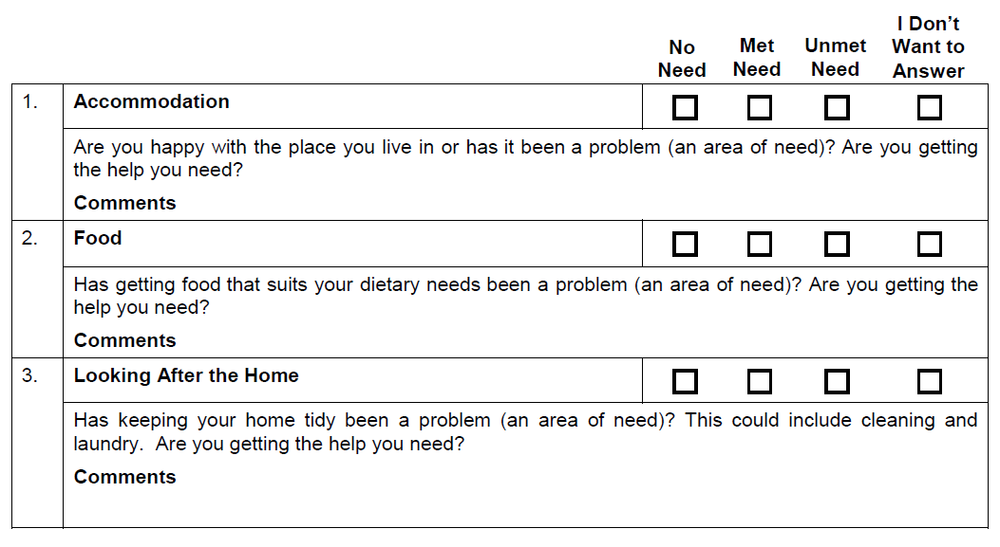 No Need
Met Need
Unmet Need
I Don't Want to Answer
1. Accommodation
Are you happy with the place you live in or has it been a problem (an area of need)? Are you getting
the help you need?
Comments
2. Food
Has getting food that suits your dietary needs been a problem (an area of need)? Are you getting the
help you need?
Comments
3. Looking After the Home
Has keeping your home tidy been a problem (an area of need)? This could include cleaning and
laundry. Are you getting the help you need?
Comments